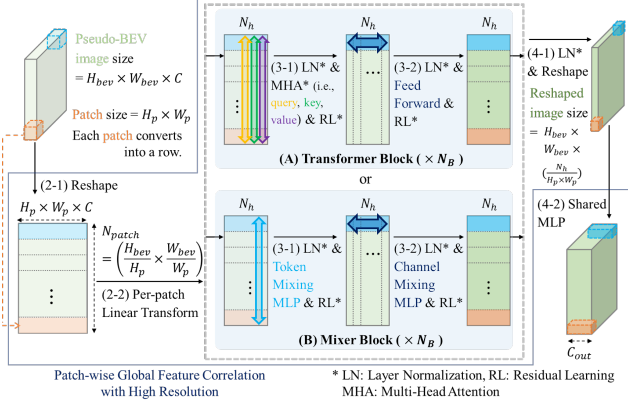 Pseudo-BEV
image size
= H_bev × W_bev × C
Patch size = H_p × W_p
Each patch converts
into a row.
(2-1) Reshape
H_p × W_p × C
N_patch
= (H_bev/H_p × W_bev/W_p)
(2-2) Per-patch
Linear Transform
N_h
(3-1) LN* &
MHA* (i.e.,
query, key,
value) & RL*
N_h
(3-2) LN* &
Feed
Forward &
RL*
N_h
(A) Transformer Block (× N_B)
or
N_h
(3-1) LN* &
Token
Mixing
MLP & RL*
N_h
(3-2) LN* &
Channel
Mixing
MLP & RL*
N_h
(B) Mixer Block (× N_B)
(4-1) LN*
& Reshape
Reshaped
image size
= H_bev ×
W_bev ×
(N_h/H_p×W_p)
(4-2) Shared
MLP
C_out
Patch-wise Global Feature Correlation
with High Resolution
* LN: Layer Normalization, RL: Residual Learning
MHA: Multi-Head Attention